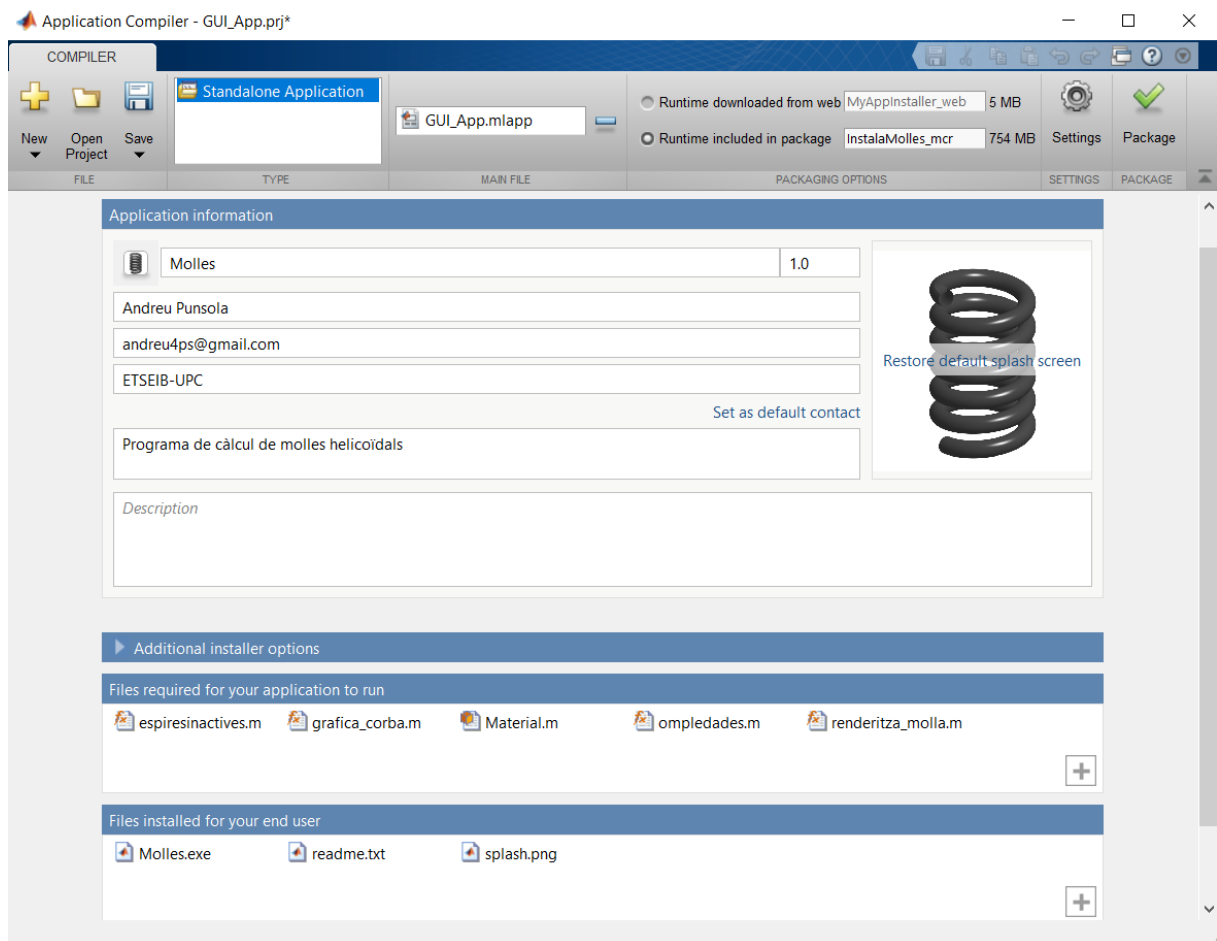 Application Compiler - GUI_App.prj*
COMPILER
New
Open Project
Save
FILE
Standalone Application
TYPE
GUI_App.mlapp
MAIN FILE
Runtime downloaded from web MyAppInstaller_web 5 MB
Runtime included in package InstalaMolles_mcr 754 MB
PACKAGING OPTIONS
Settings
SETTINGS
Package
PACKAGE
Application information
Molles 1.0
Andreu Punsola
andreu4ps@gmail.com
ETSEIB-UPC
Set as default contact
Programa de càlcul de molles helicoïdals
Restore default splash screen
Description
Additional installer options
Files required for your application to run
espiresinactives.m grafica_corba.m Material.m ompledades.m renderitza_molla.m
Files installed for your end user
Molles.exe readme.txt splash.png